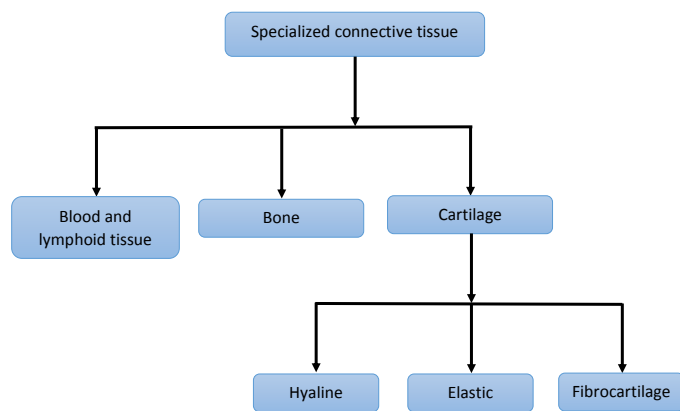 Specialized connective tissue
Blood and
lymphoid tissue
Bone
Cartilage
Hyaline
Elastic
Fibrocartilage